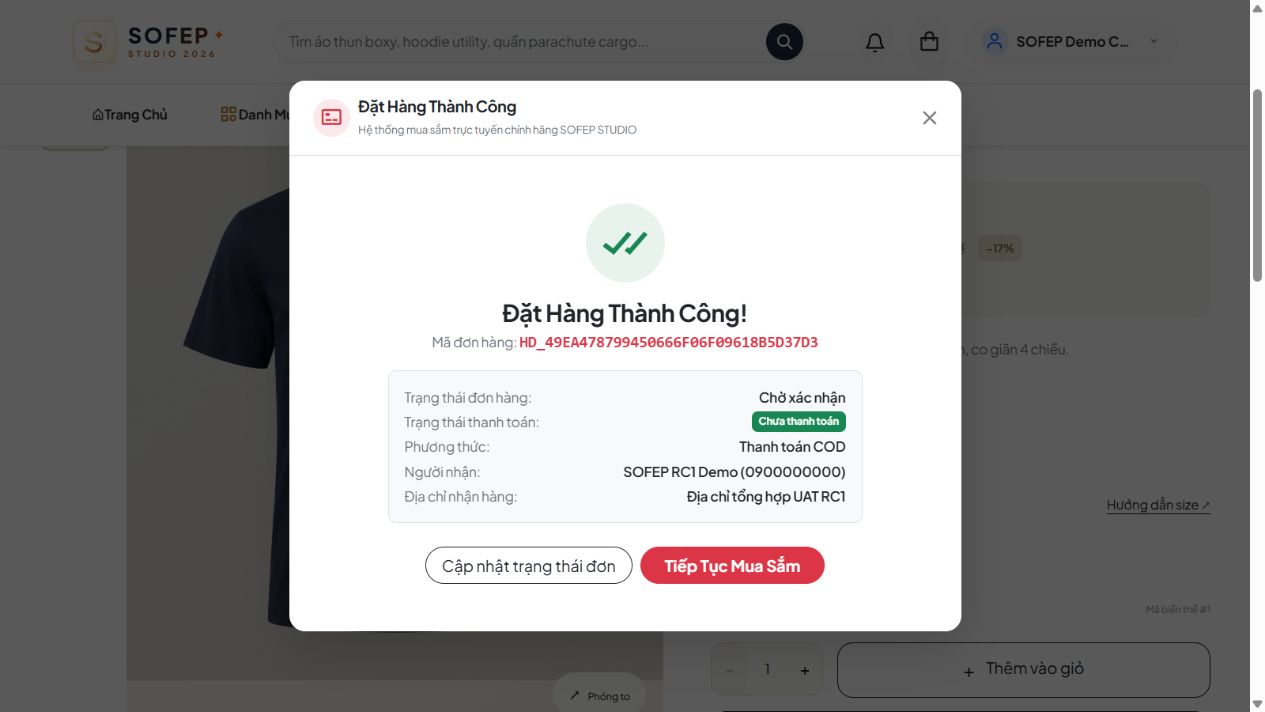 SOFEP
STUDIO 2026
Tìm áo thun boxy, hoodie utility, quần parachute cargo...
SOFEP Demo C...
Trang Chủ
Danh Mụ
Đặt Hàng Thành Công
Hệ thống mua sắm trực tuyến chính hãng SOFEP STUDIO
-17%
Đặt Hàng Thành Công!
Mã đơn hàng: HD_49EA478799450666F06F09618B5D37D3
, co giãn 4 chiều.
Trạng thái đơn hàng: Chờ xác nhận
Trạng thái thanh toán: Chưa thanh toán
Phương thức: Thanh toán COD
Người nhận: SOFEP RC1 Demo (0900000000)
Địa chỉ nhận hàng: Địa chỉ tổng hợp UAT RC1
Hướng dẫn size ↗
Cập nhật trạng thái đơn
Tiếp Tục Mua Sắm
Mã biến thể #1
− 1 +
+ Thêm vào giỏ
↗ Phóng to